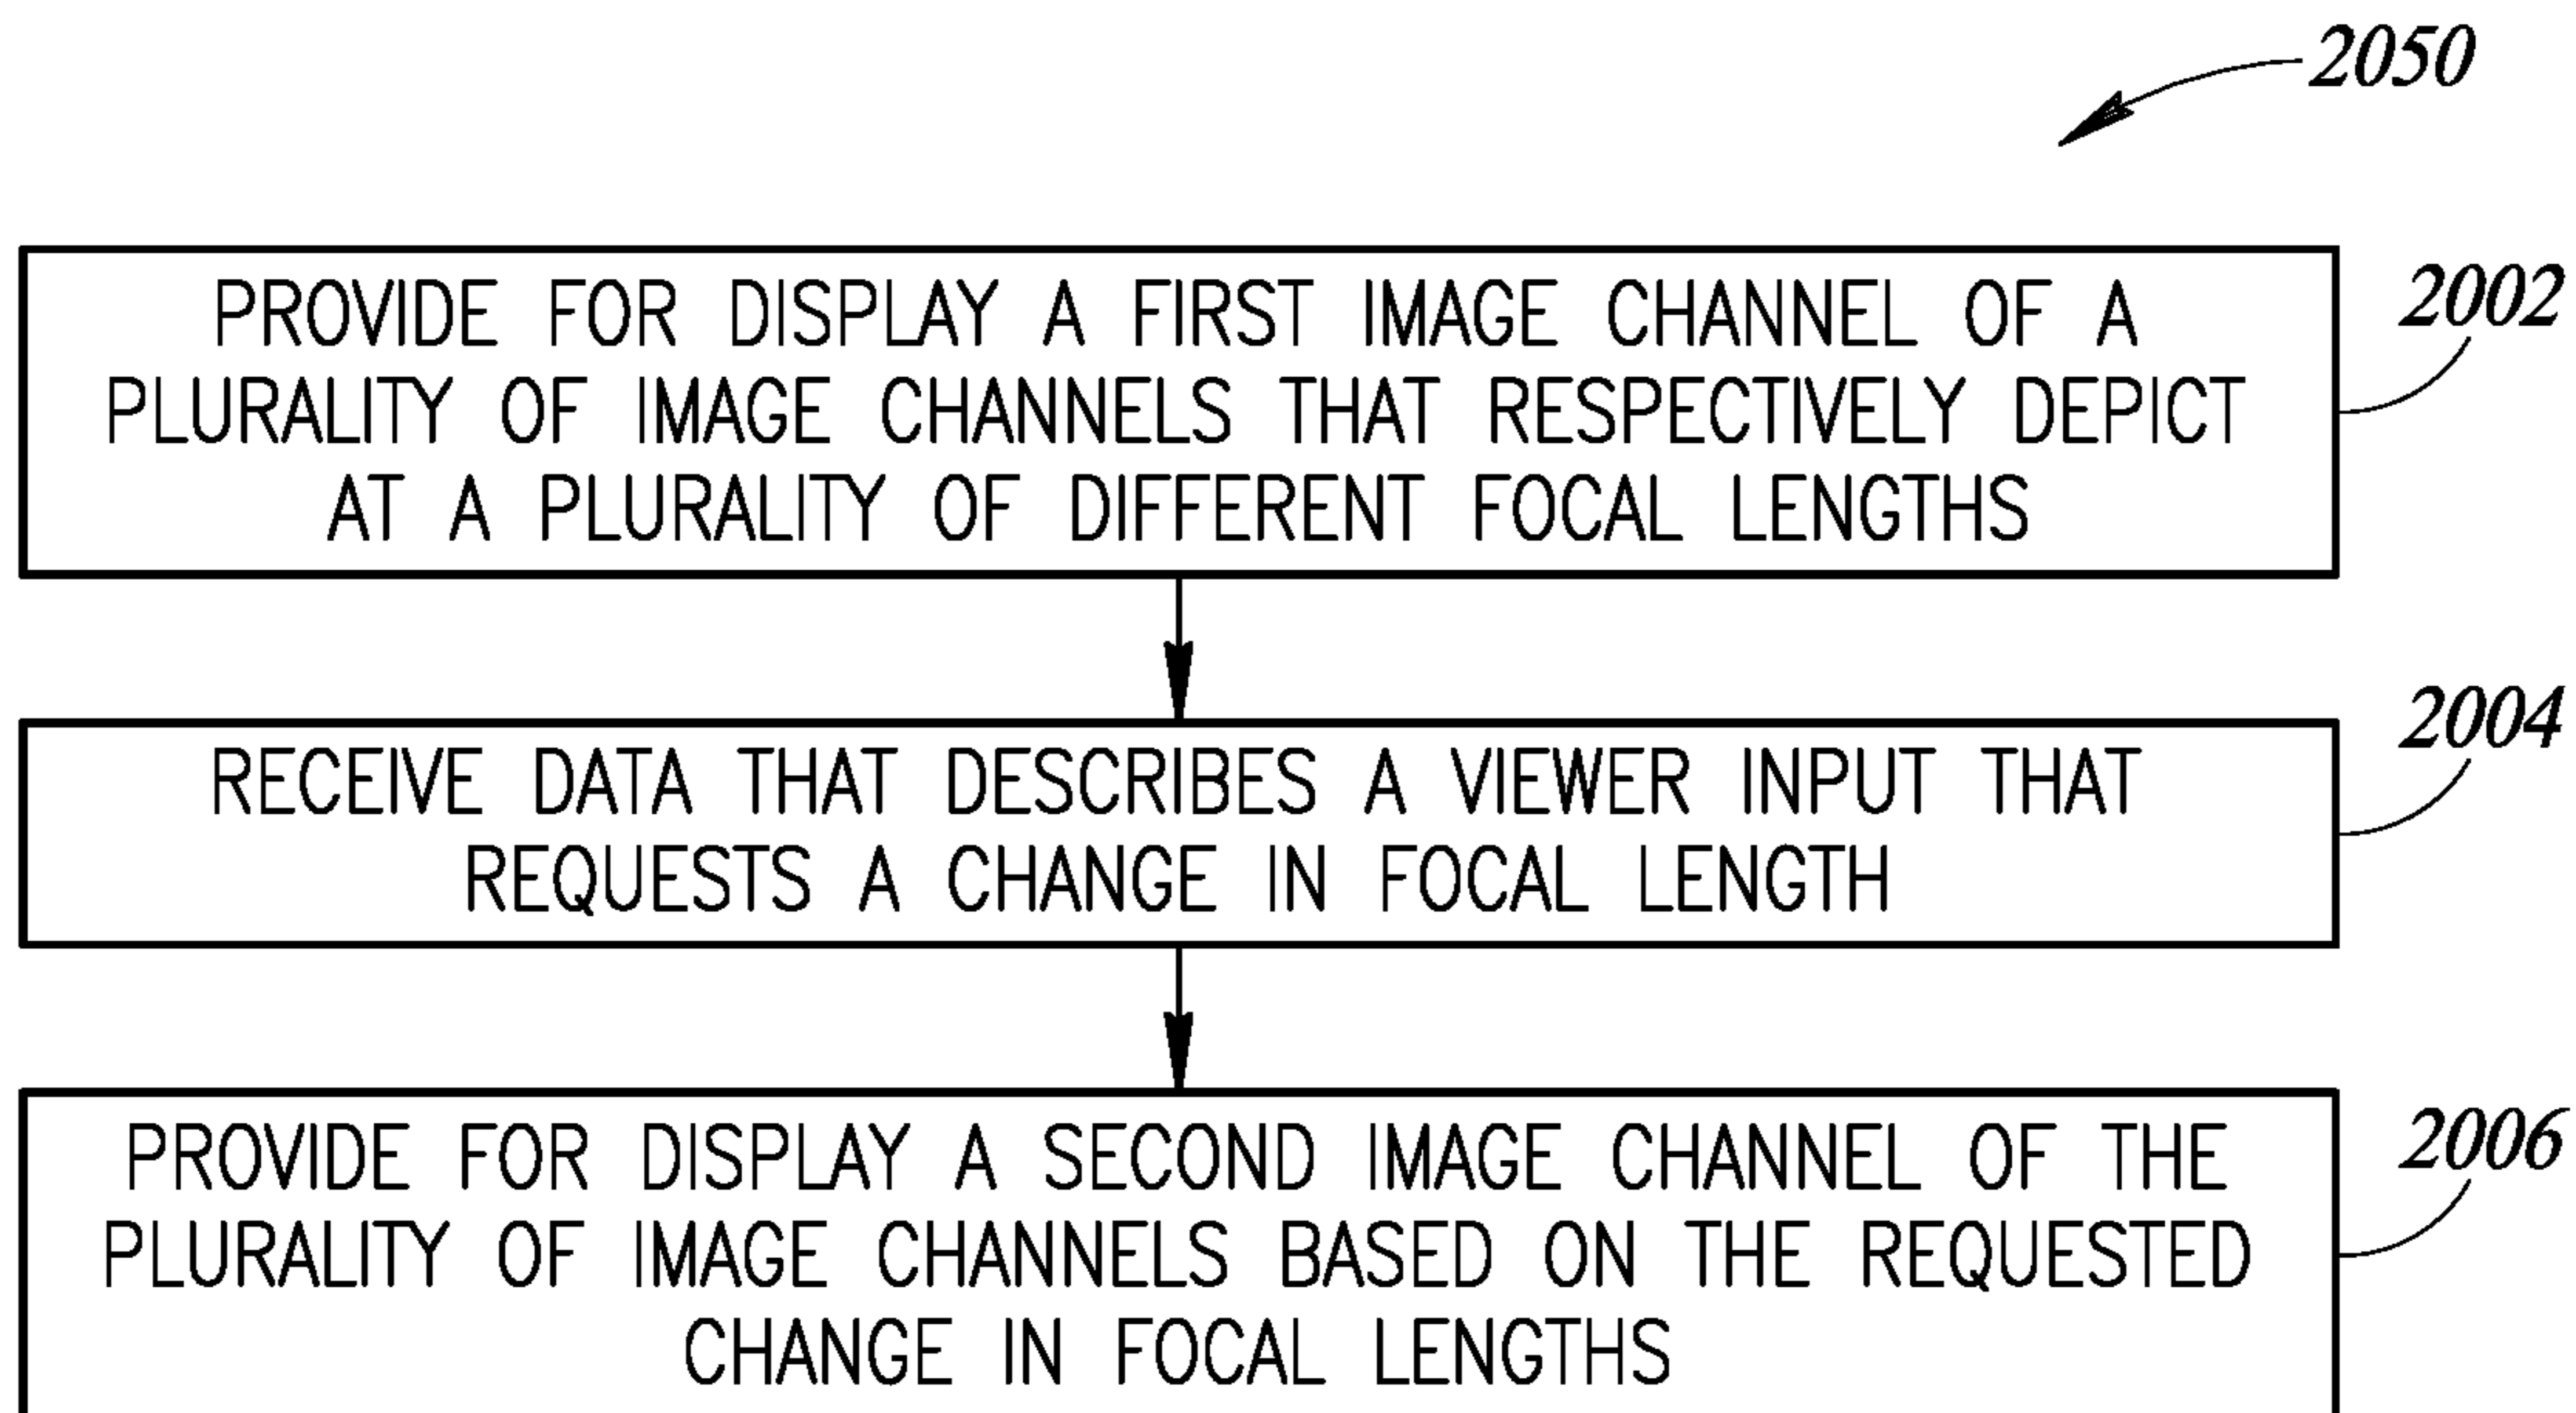 2050
PROVIDE FOR DISPLAY A FIRST IMAGE CHANNEL OF A
PLURALITY OF IMAGE CHANNELS THAT RESPECTIVELY DEPICT
AT A PLURALITY OF DIFFERENT FOCAL LENGTHS
2002
RECEIVE DATA THAT DESCRIBES A VIEWER INPUT THAT
REQUESTS A CHANGE IN FOCAL LENGTH
2004
PROVIDE FOR DISPLAY A SECOND IMAGE CHANNEL OF THE
PLURALITY OF IMAGE CHANNELS BASED ON THE REQUESTED
CHANGE IN FOCAL LENGTHS
2006